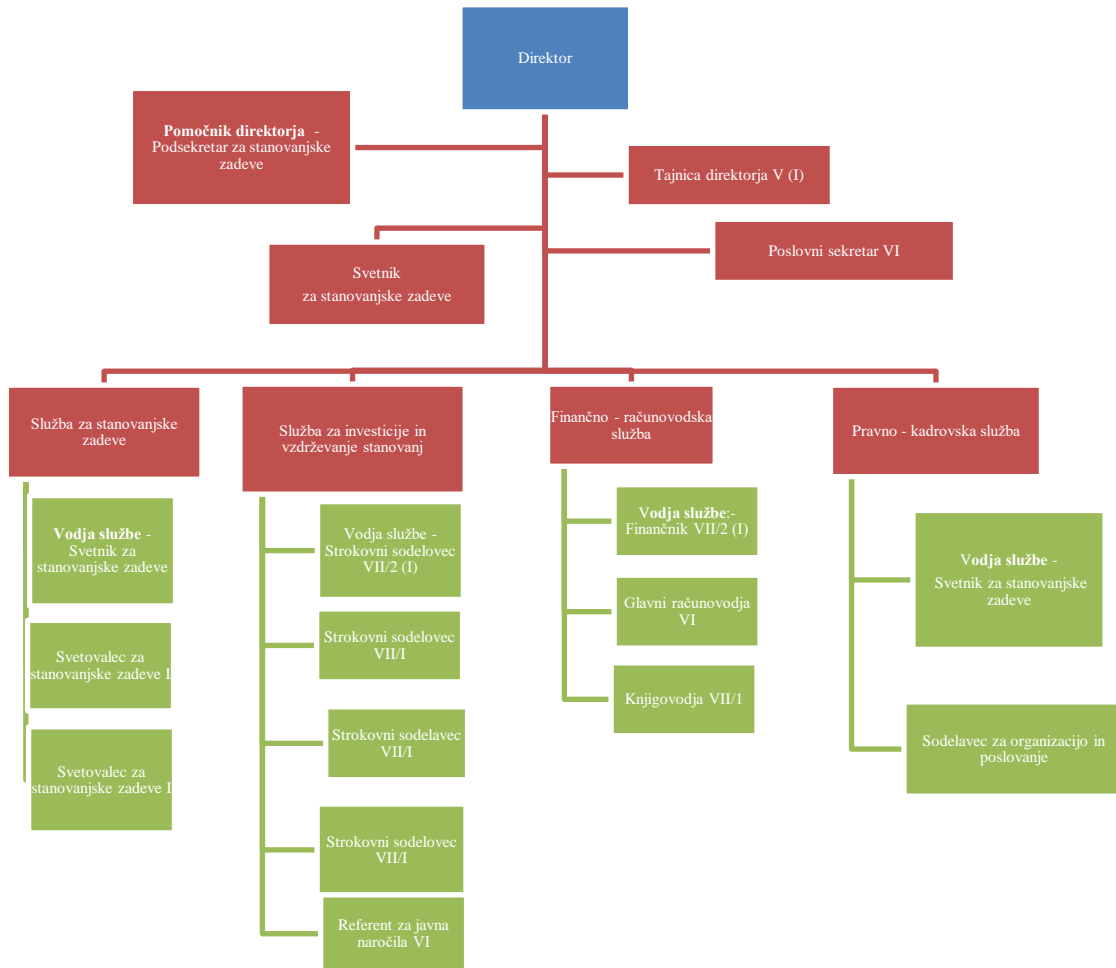 Direktor
Pomočnik direktorja -
Podsekretar za stanovanjske
zadeve
Tajnica direktorja V (I)
Svetnik
za stanovanjske zadeve
Poslovni sekretar VI
Služba za stanovanjske
zadeve
Vodja službe -
Svetnik za
stanovanjske zadeve
Svetovalec za
stanovanjske zadeve I
Svetovalec za
stanovanjske zadeve I
Služba za investicije in
vzdrževanje stanovanj
Vodja službe -
Strokovni sodelovec
VII/2 (I)
Strokovni sodelovec
VII/I
Strokovni sodelavec
VII/I
Strokovni sodelovec
VII/I
Referent za javna
naročila VI
Finančno - računovodska
služba
Vodja službe:-
Finančnik VII/2 (I)
Glavni računovodja
VI
Knjigovodja VII/1
Pravno - kadrovska služba
Vodja službe -
Svetnik za stanovanjske
zadeve
Sodelavec za organizacijo in
poslovanje